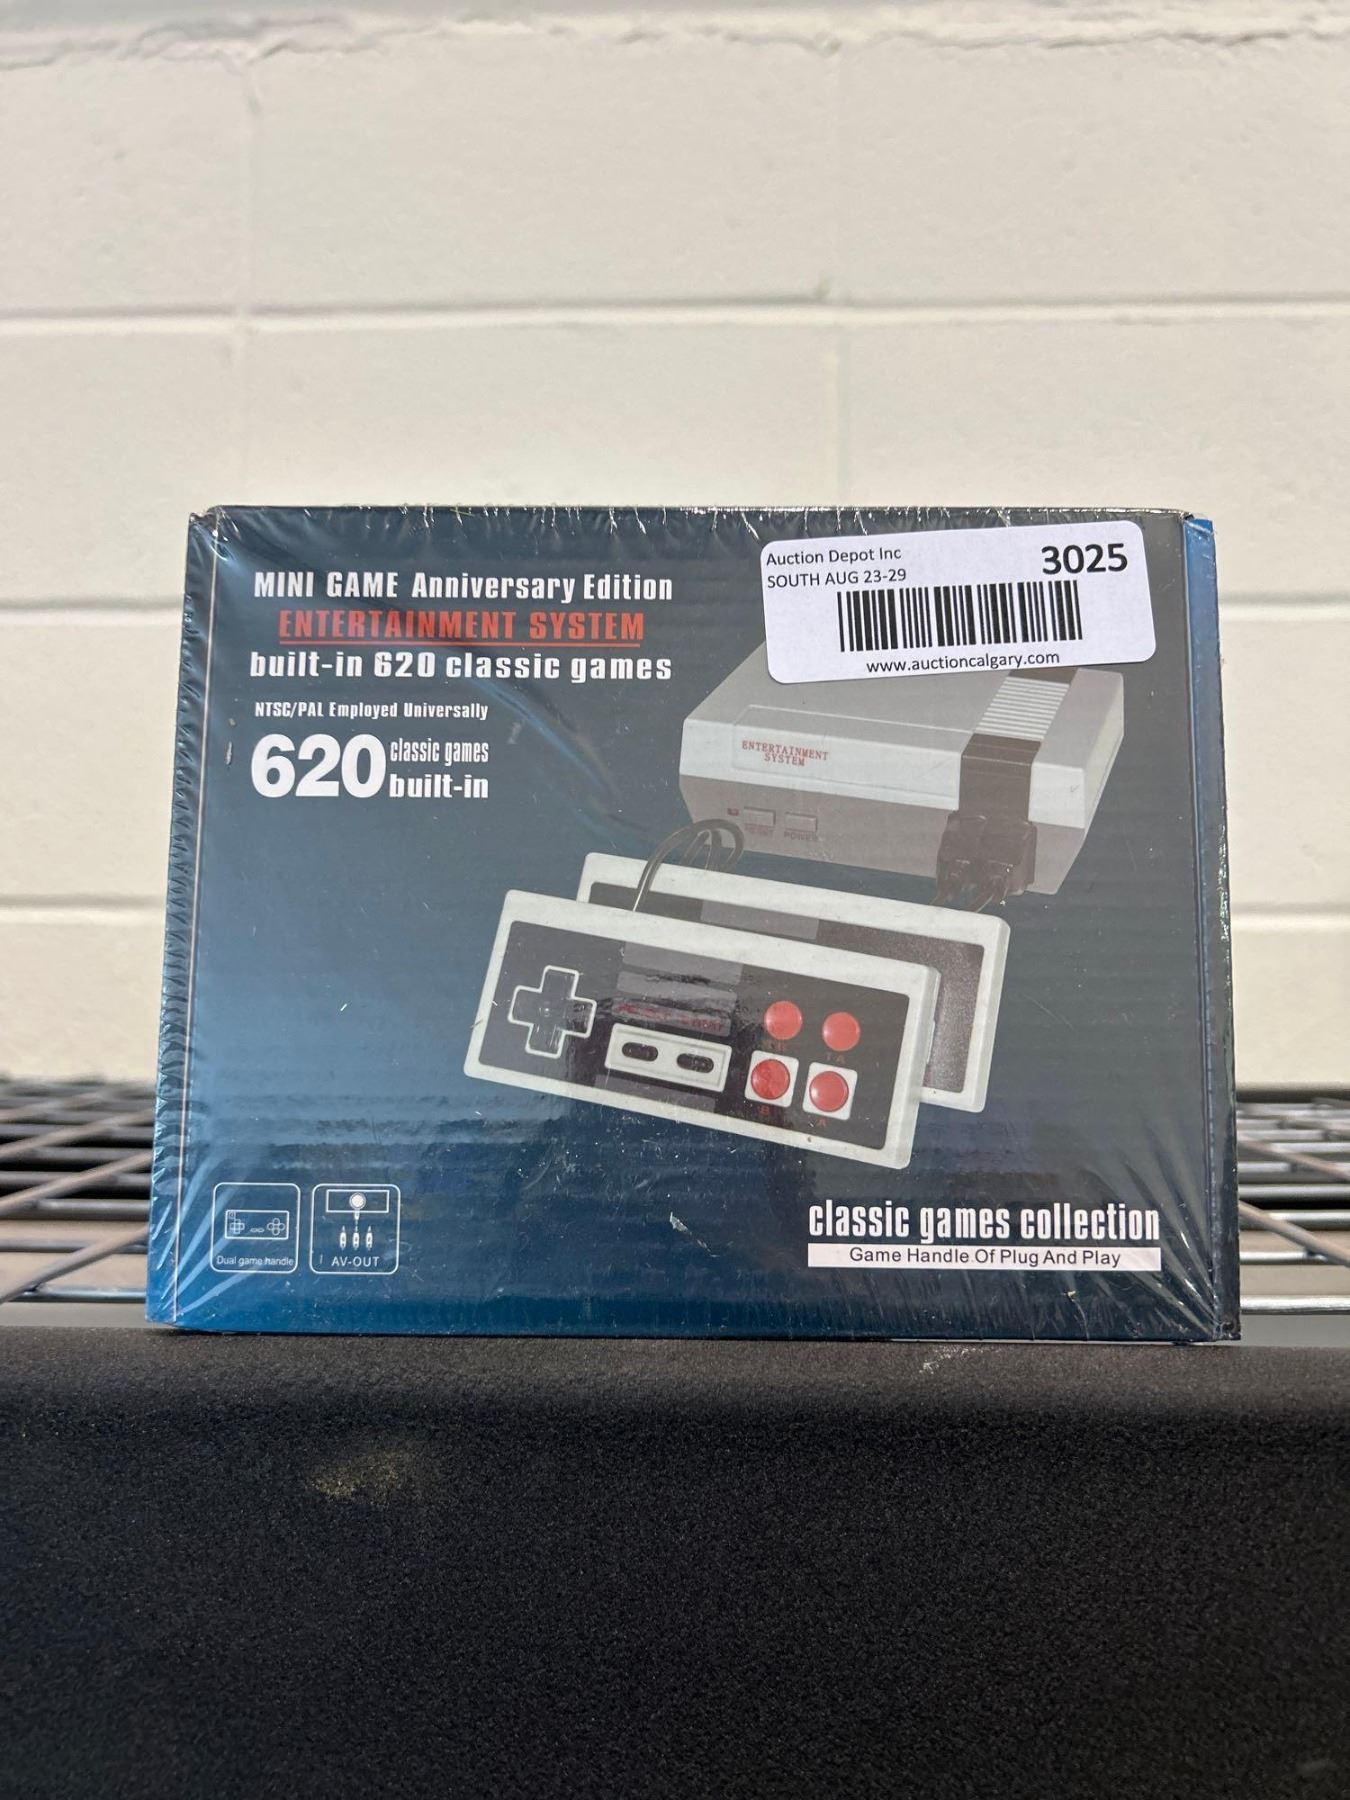 MINI GAME Anniversary Edition
ENTERTAINMENT SYSTEM
built-in 620 classic games
NTSC/PAL Employed Universally
620 classic games
built-in
Auction Depot Inc
3025
SOUTH AUG 23-29
www.auctioncalgary.com
ENTERTAINMENT
SYSTEM
POWER
T A
B
A
Dual game handle
AV-OUT
classic games collection
Game Handle Of Plug And Play